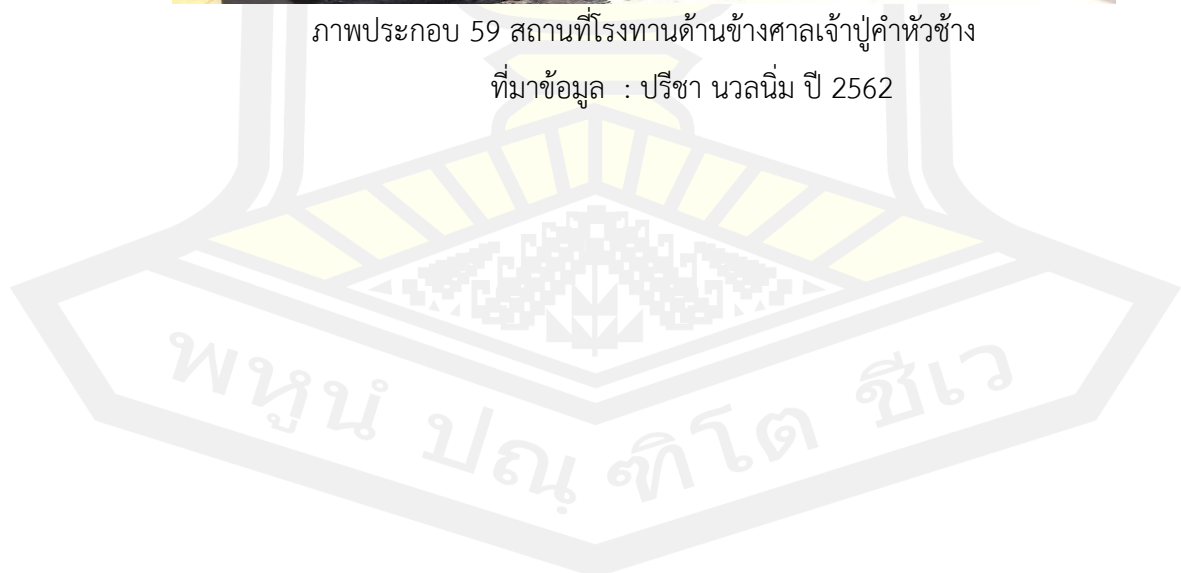 ภาพประกอบ 59 สถานที่โรงทานด้านข้างศาลเจ้าปู่คำหัวช้าง
ที่มาข้อมูล : ปรีชา นวลนิ่ม ปี 2562
พหูนํ ปณฺฑิโต ชีเว